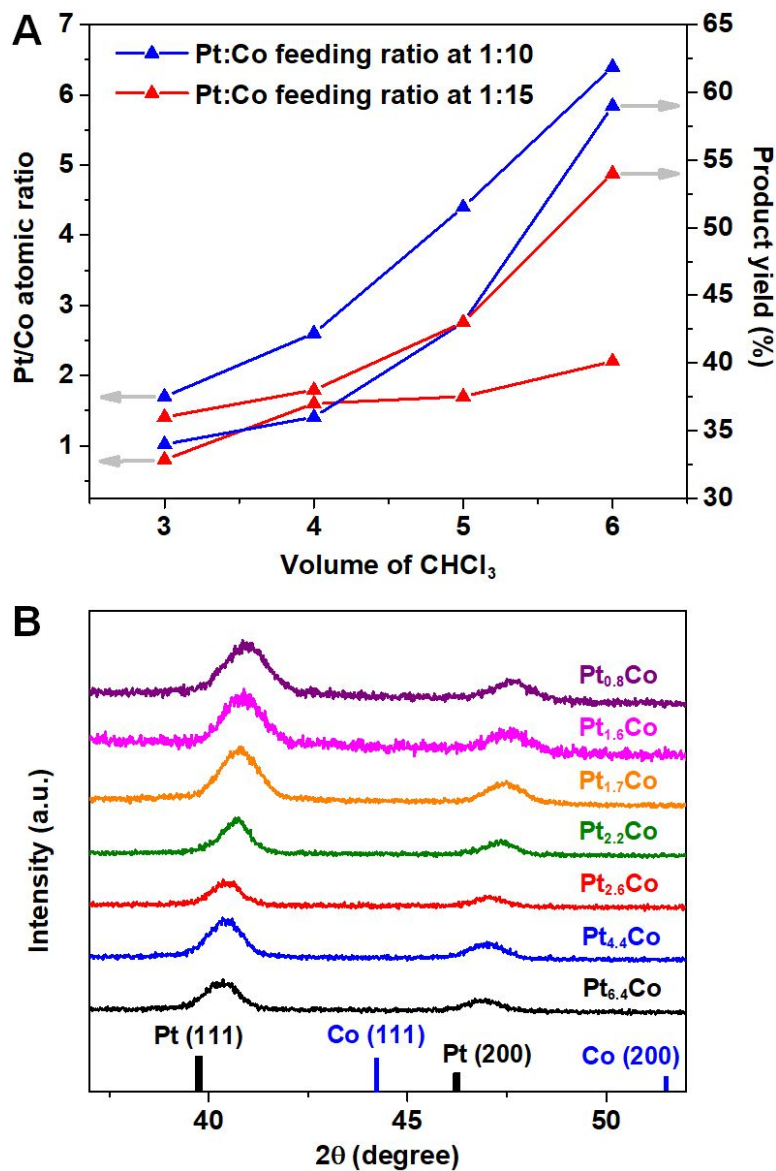 A
Pt:Co feeding ratio at 1:10
Pt:Co feeding ratio at 1:15
Pt/Co atomic ratio
7
6
5
4
3
2
1
Product yield (%)
65
60
55
50
45
40
35
30
3 4 5 6
Volume of CHCl₃
B
Intensity (a.u.)
Pt₀.₈Co
Pt₁.₆Co
Pt₁.₇Co
Pt₂.₂Co
Pt₂.₆Co
Pt₄.₄Co
Pt₆.₄Co
Pt (111) Co (111) Pt (200) Co (200)
40 45 50
2θ (degree)